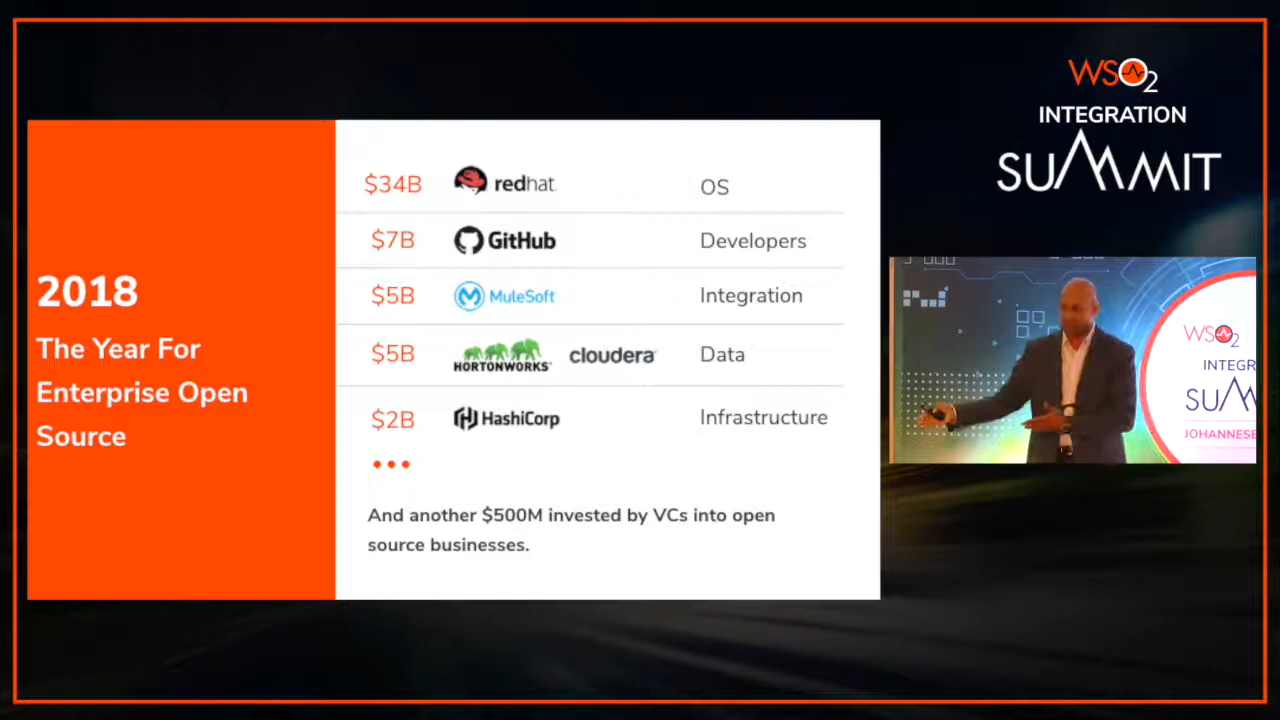 WSO2
INTEGRATION
SUMMIT
2018
The Year For
Enterprise Open
Source
$34B redhat OS
$7B GitHub Developers
$5B MuleSoft Integration
$5B HORTONWORKS cloudera Data
$2B HashiCorp Infrastructure
...
And another $500M invested by VCs into open
source businesses.
WSO2
INTEGR
SUM
JOHANNESB